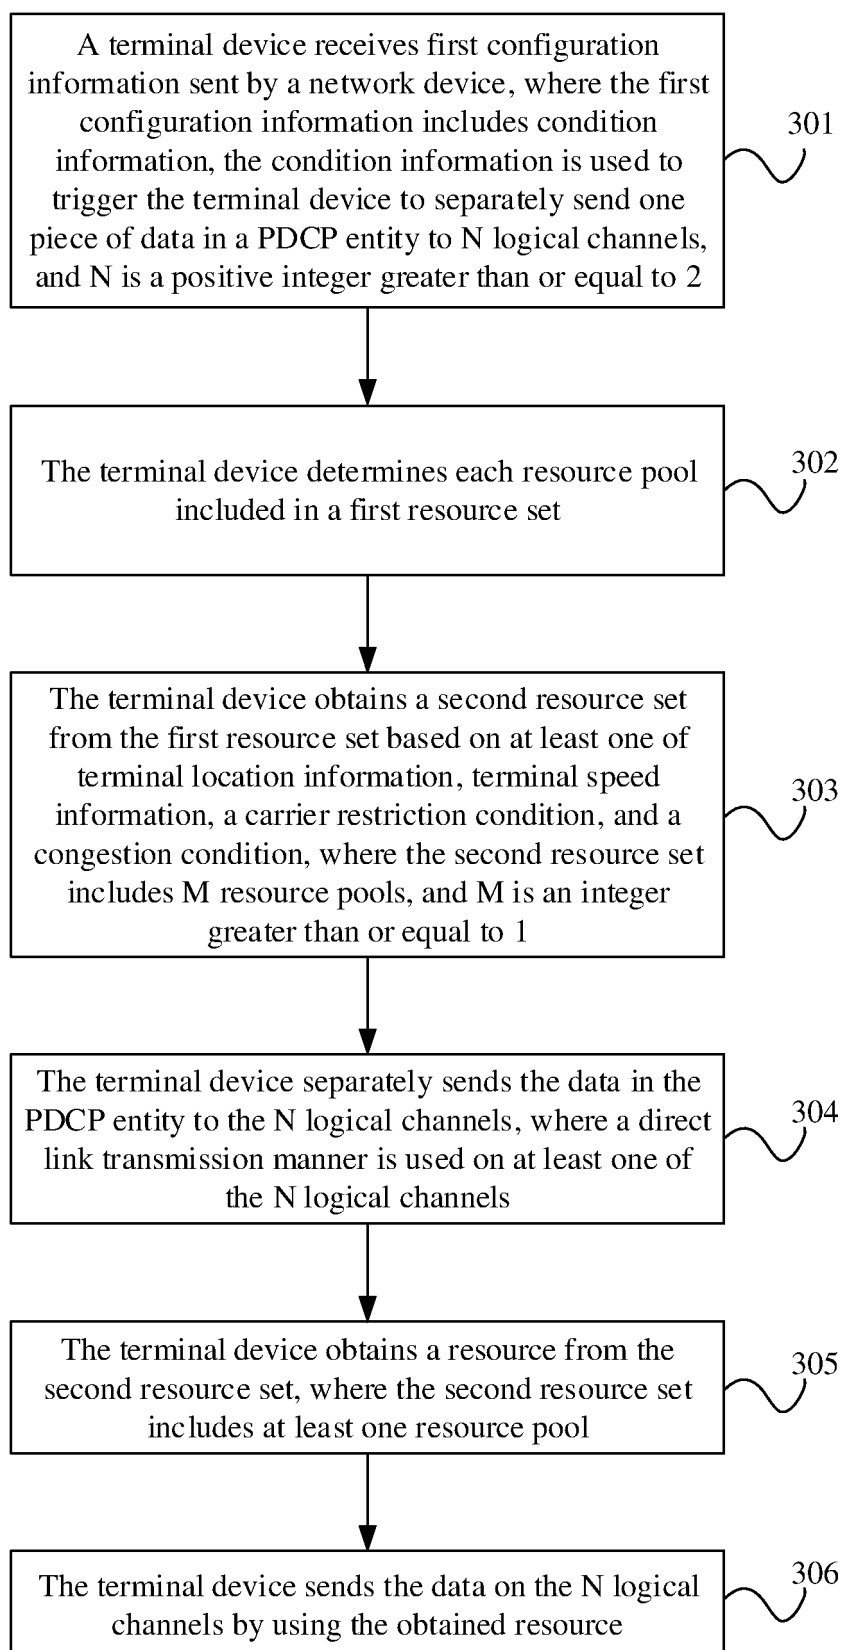 A terminal device receives first configuration
information sent by a network device, where the first
configuration information includes condition
information, the condition information is used to
trigger the terminal device to separately send one
piece of data in a PDCP entity to N logical channels,
and N is a positive integer greater than or equal to 2
301
The terminal device determines each resource pool
included in a first resource set
302
The terminal device obtains a second resource set
from the first resource set based on at least one of
terminal location information, terminal speed
information, a carrier restriction condition, and a
congestion condition, where the second resource set
includes M resource pools, and M is an integer
greater than or equal to 1
303
The terminal device separately sends the data in the
PDCP entity to the N logical channels, where a direct
link transmission manner is used on at least one of
the N logical channels
304
The terminal device obtains a resource from the
second resource set, where the second resource set
includes at least one resource pool
305
The terminal device sends the data on the N logical
channels by using the obtained resource
306